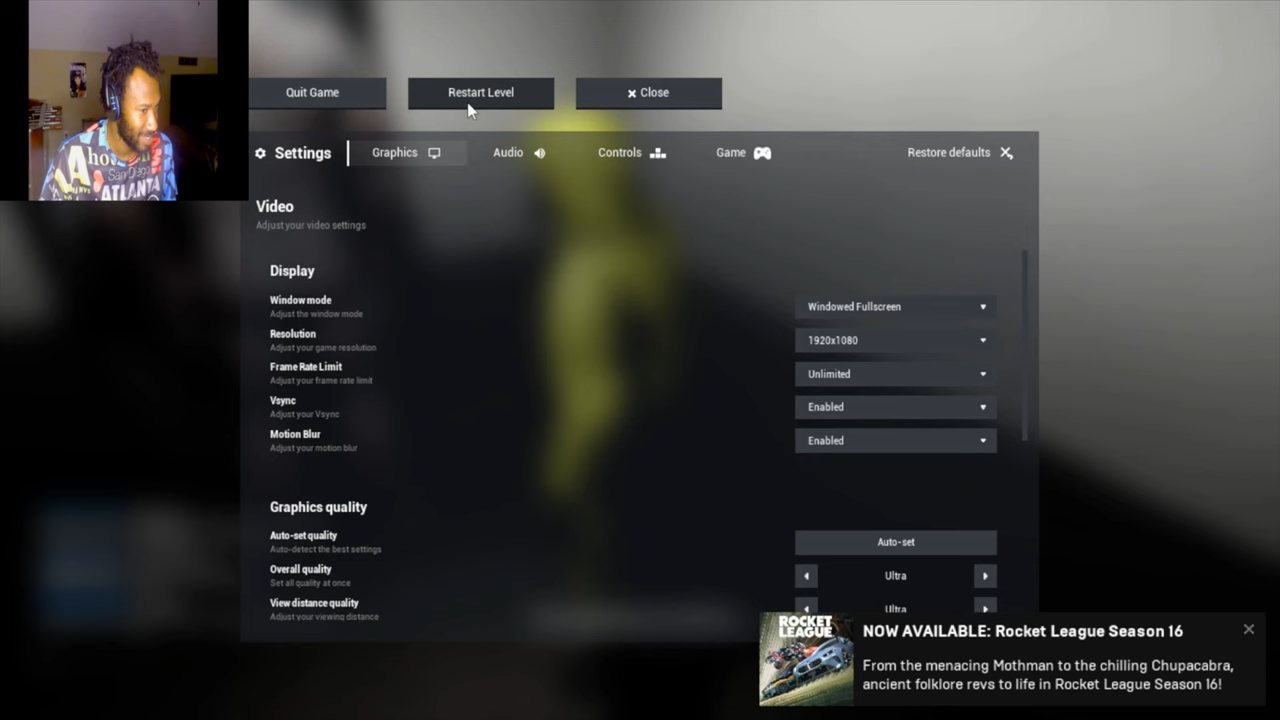 Quit Game
Restart Level
Close
Settings
Graphics
Audio
Controls
Game
Restore defaults
Video
Adjust your video settings
Display
Window mode
Adjust the window mode
Windowed Fullscreen
Resolution
Adjust your game resolution
1920x1080
Frame Rate Limit
Adjust your frame rate limit
Unlimited
Vsync
Adjust your Vsync
Enabled
Motion Blur
Adjust your motion blur
Enabled
Graphics quality
Auto-set quality
Auto-detect the best settings
Auto-set
Overall quality
Set all quality at once
Ultra
View distance quality
Adjust your viewing distance
Ultra
ROCKET
LEAGUE
NOW AVAILABLE: Rocket League Season 16
From the menacing Mothman to the chilling Chupacabra,
ancient folklore revs to life in Rocket League Season 16!
A
San Diego
ATLANTA